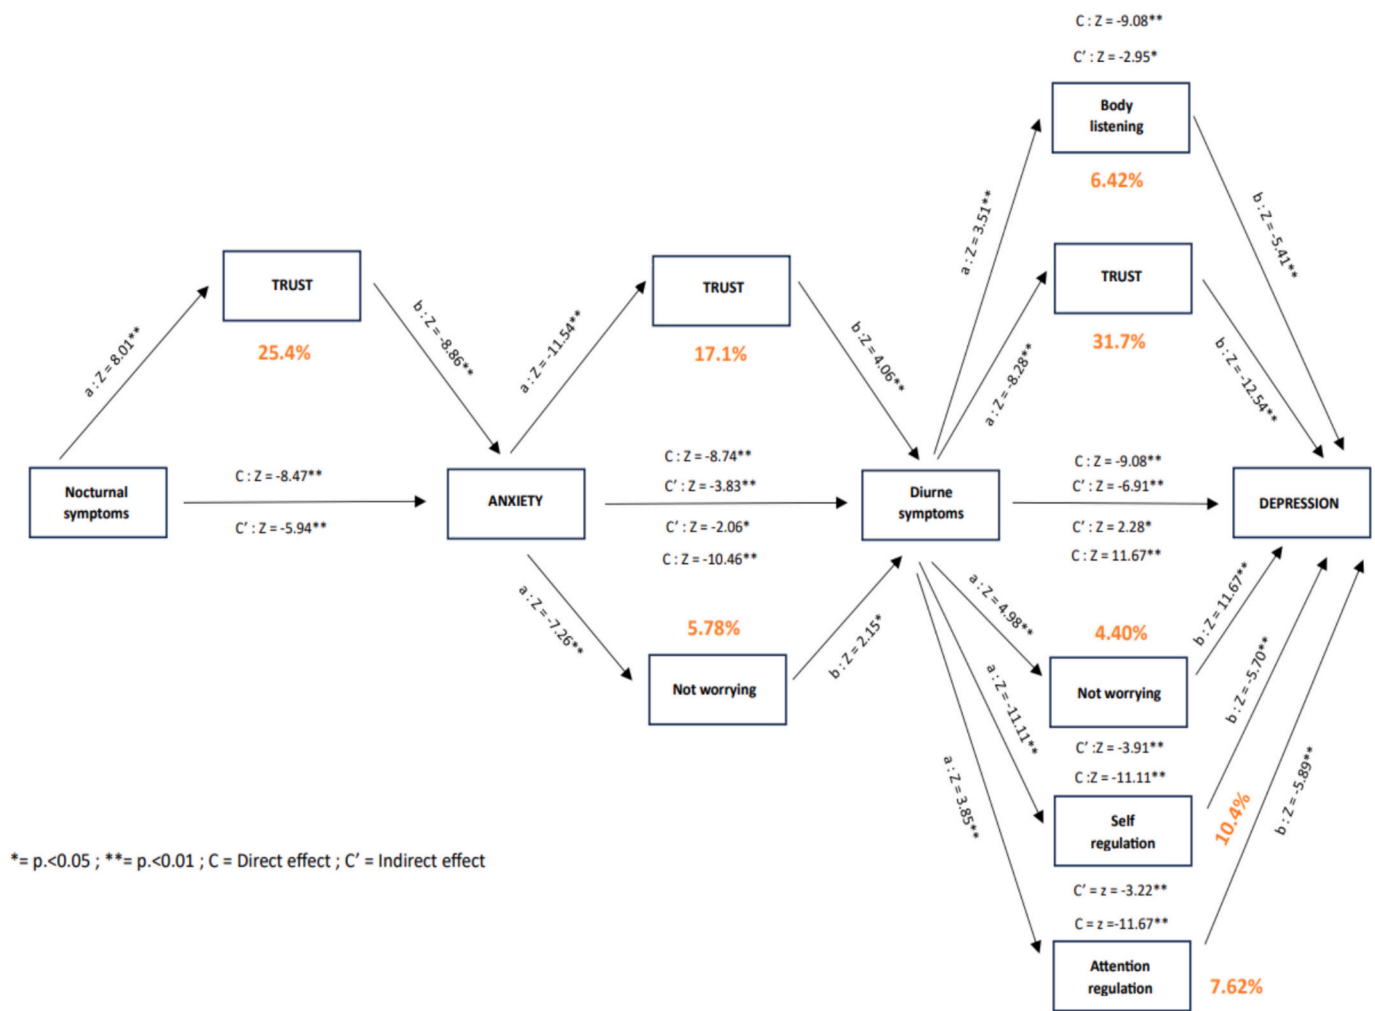 C : Z = -9.08**
C' : Z = -2.95*
Body
listening
6.42%
a : Z = 3.51**
b : Z = -5.41**
TRUST
25.4%
a : Z = 8.01**
b : Z = -8.86**
TRUST
17.1%
a : Z = -11.54**
b : Z = 4.06**
TRUST
31.7%
a : Z = -8.28**
b : Z = -12.54**
Nocturnal
symptoms
C : Z = -8.47**
C' : Z = -5.94**
ANXIETY
C : Z = -8.74**
C' : Z = -3.83**
C' : Z = -2.06*
C : Z = -10.46**
Diurne
symptoms
C : Z = -9.08**
C' : Z = -6.91**
C' : Z = 2.28*
C : Z = 11.67**
DEPRESSION
a : Z = -7.26**
5.78%
Not worrying
b : Z = 2.15*
a : Z = 4.98**
4.40%
Not worrying
b : Z = 11.67**
a : Z = -11.11**
C' :Z = -3.91**
C :Z = -11.11**
Self
regulation
10.4%
b : Z = -5.70**
a : Z = 3.85**
C' = z = -3.22**
C = z =-11.67**
Attention
regulation
7.62%
b : Z = -5.89**
*= p.<0.05 ; **= p.<0.01 ; C = Direct effect ; C' = Indirect effect